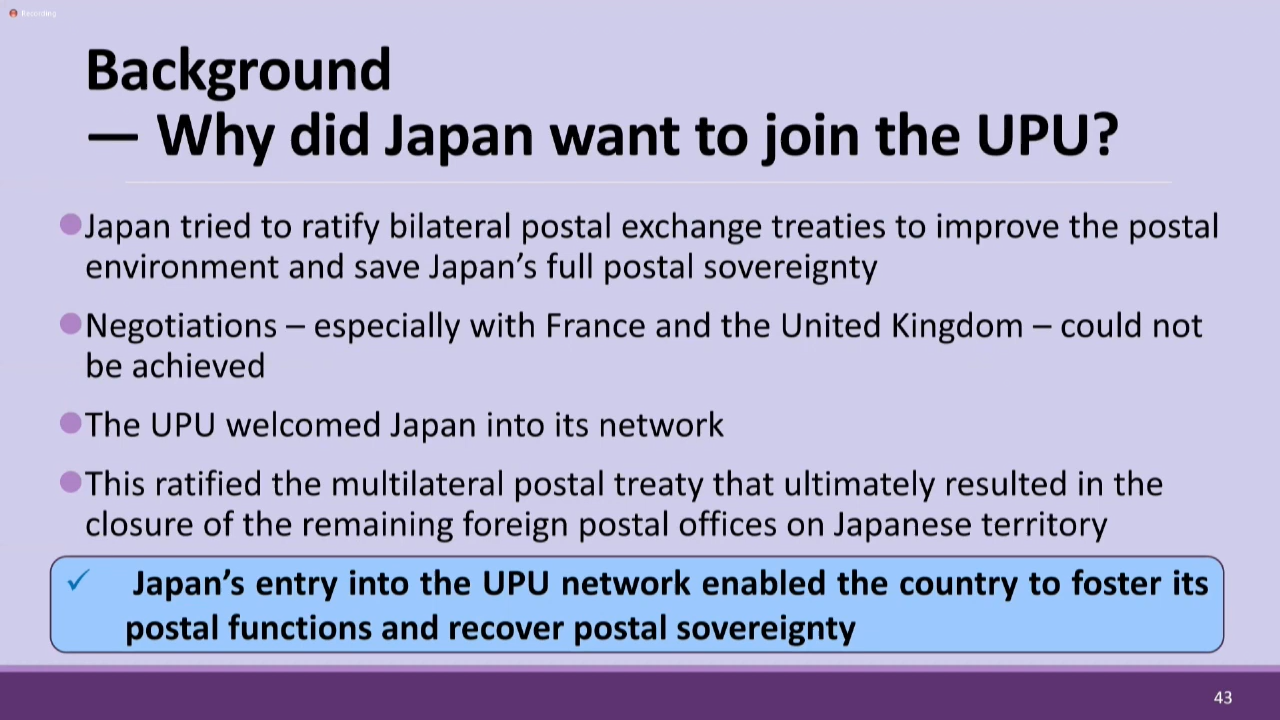 Recording
Background
— Why did Japan want to join the UPU?
Japan tried to ratify bilateral postal exchange treaties to improve the postal
environment and save Japan’s full postal sovereignty
Negotiations – especially with France and the United Kingdom – could not
be achieved
The UPU welcomed Japan into its network
This ratified the multilateral postal treaty that ultimately resulted in the
closure of the remaining foreign postal offices on Japanese territory
✓ Japan’s entry into the UPU network enabled the country to foster its
postal functions and recover postal sovereignty
43